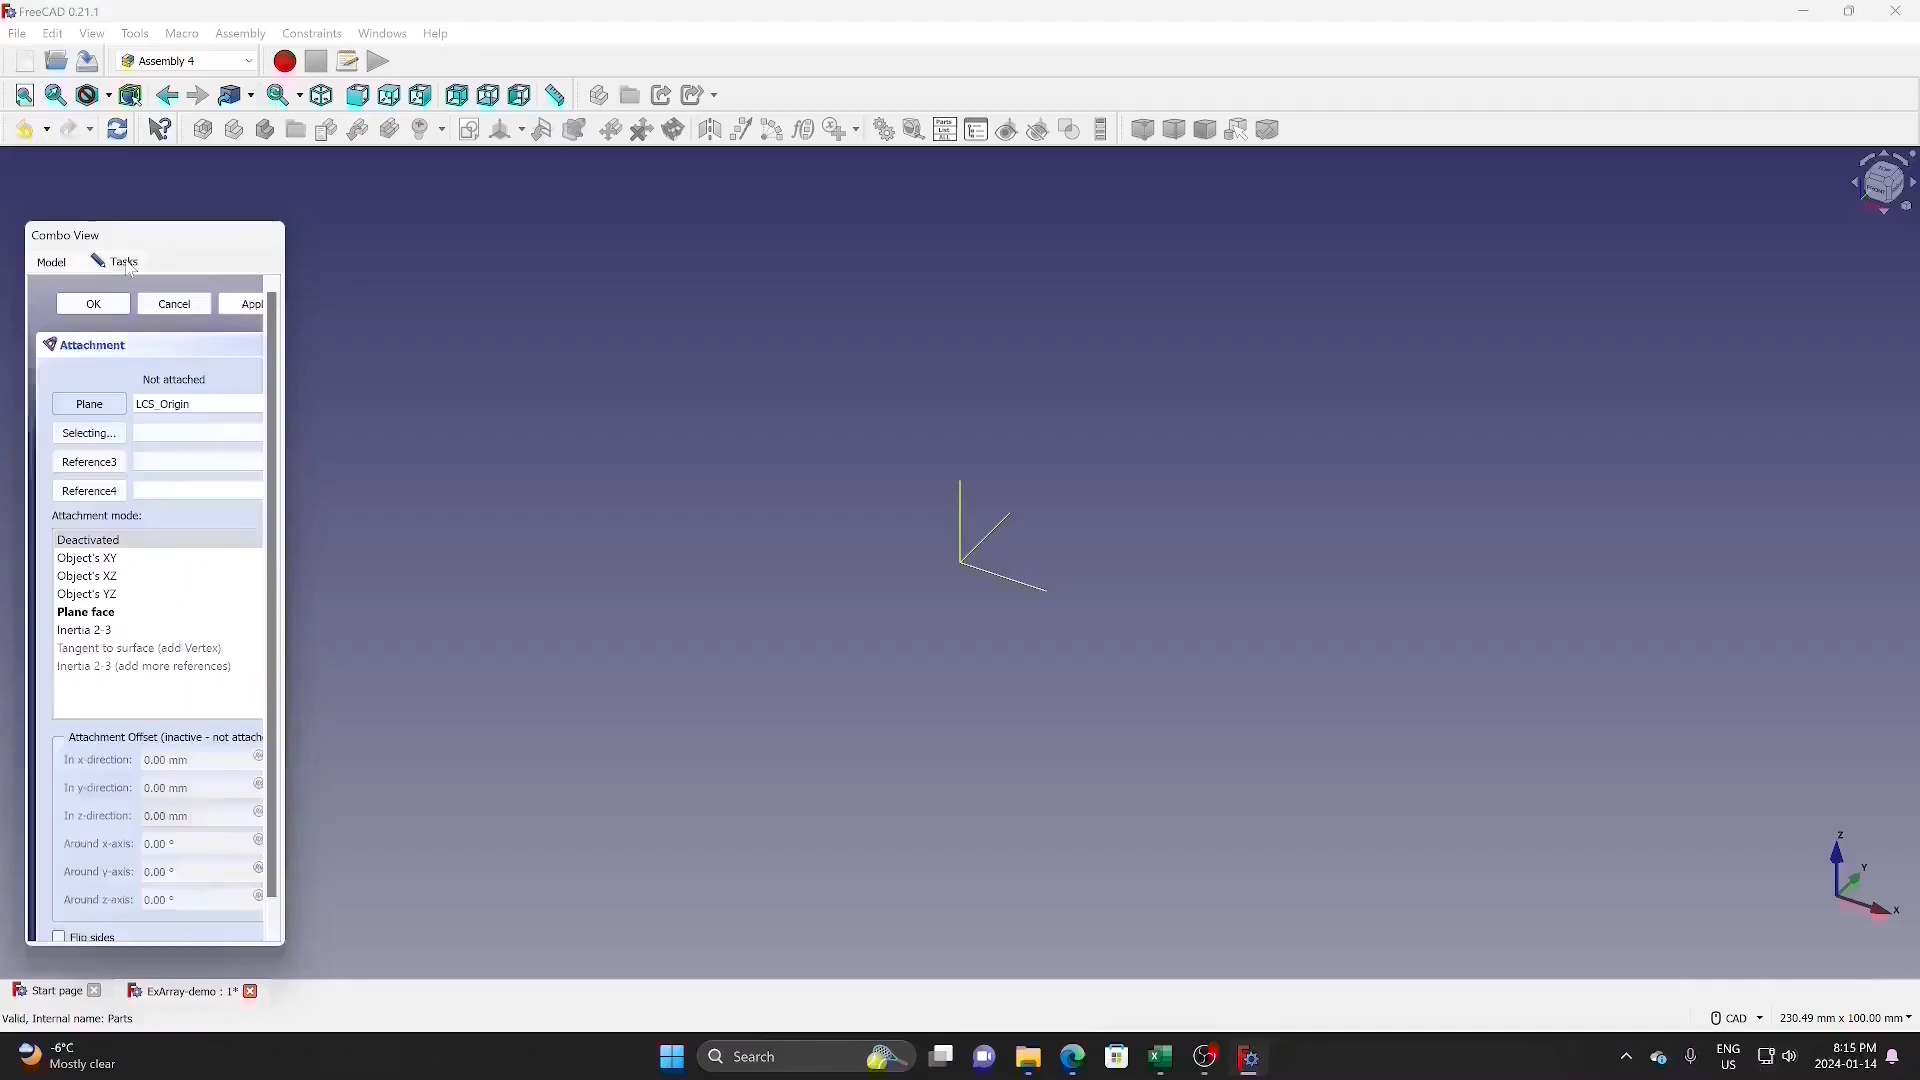 FreeCAD 0.21.1
File Edit View Tools Macro Assembly Constraints Windows Help
Assembly 4
Parts List ALL
TOP
FRONT
Combo View
Model Tasks
OK Cancel Appl
Attachment
Not attached
Plane LCS_Origin
Selecting...
Reference3
Reference4
Attachment mode:
Deactivated
Object's XY
Object's XZ
Object's YZ
Plane face
Inertia 2-3
Tangent to surface (add Vertex)
Inertia 2-3 (add more references)
Attachment Offset (inactive - not attach
In x-direction: 0.00 mm
In y-direction: 0.00 mm
In z-direction: 0.00 mm
Around x-axis: 0.00 °
Around y-axis: 0.00 °
Around z-axis: 0.00 °
Flip sides
Z
Y
X
Start page ExArray-demo : 1*
Valid, Internal name: Parts
CAD 230.49 mm x 100.00 mm
-6°C
Mostly clear
Search
ENG
US
8:15 PM
2024-01-14